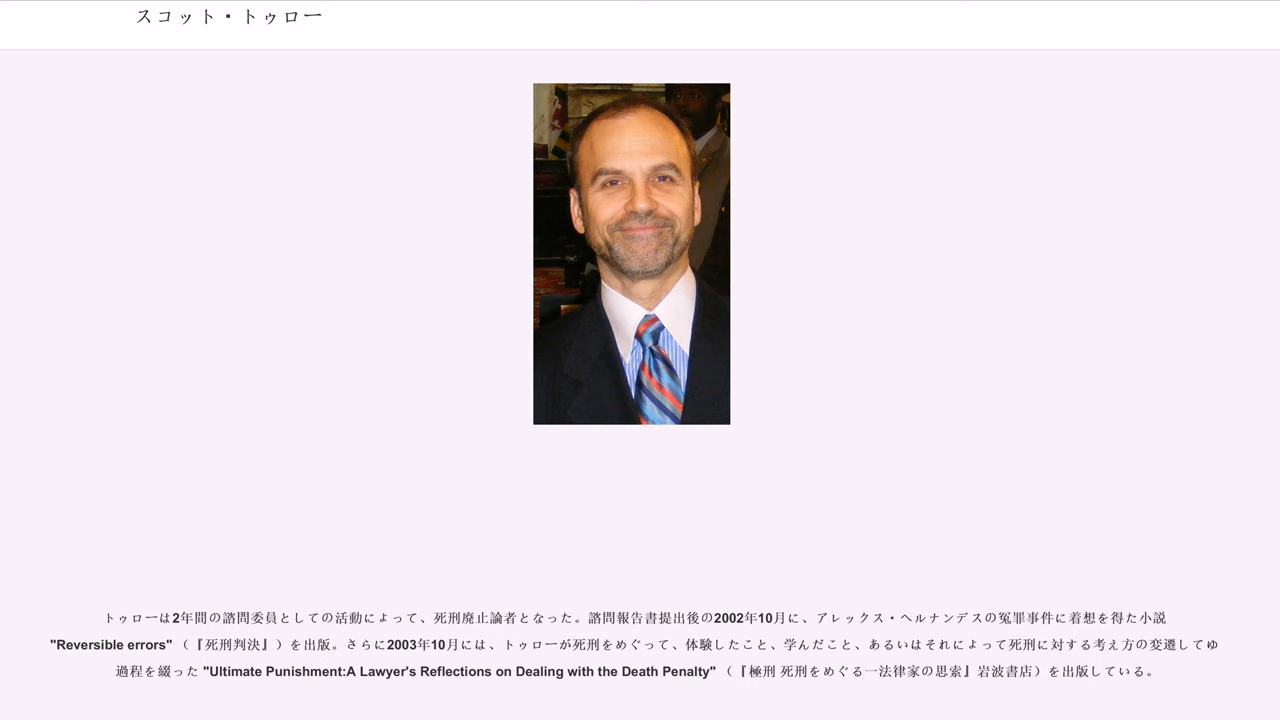 スコット・トゥロー
トゥローは2年間の諮問委員としての活動によって、死刑廃止論者となった。諮問報告書提出後の2002年10月に、アレックス・ヘルナンデスの冤罪事件に着想を得た小説
"Reversible errors" （『死刑判決』）を出版。さらに2003年10月には、トゥローが死刑をめぐって、体験したこと、学んだこと、あるいはそれによって死刑に対する考え方の変遷してゆ
過程を綴った "Ultimate Punishment:A Lawyer's Reflections on Dealing with the Death Penalty" （『極刑 死刑をめぐる一法律家の思索』岩波書店）を出版している。